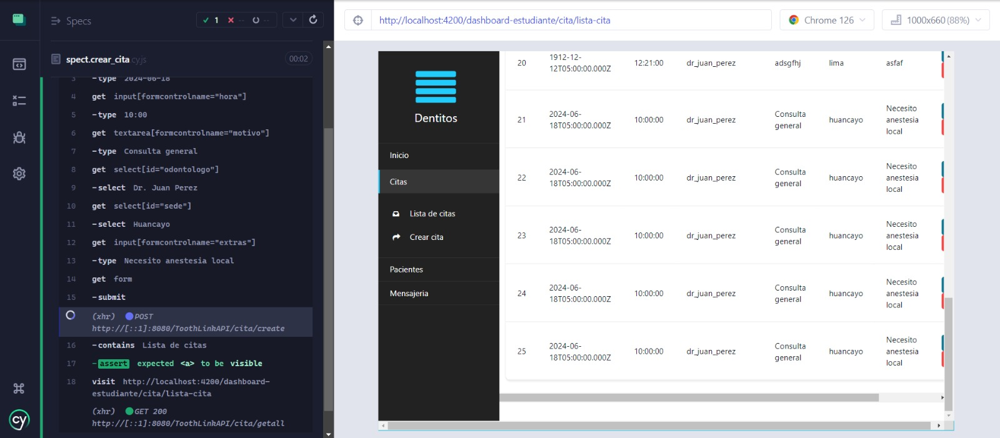 Specs
1
--
--
spect.crear_cita.cy.js
00:02
3 -type 2024-06-18
4 get input[formcontrolname="hora"]
5 -type 10:00
6 get textarea[formcontrolname="motivo"]
7 -type Consulta general
8 get select[id="odontologo"]
9 -select Dr. Juan Perez
10 get select[id="sede"]
11 -select Huancayo
12 get input[formcontrolname="extras"]
13 -type Necesito anestesia local
14 get form
15 -submit
(xhr) POST
http://[::1]:8080/ToothLinkAPI/cita/create
16 -contains Lista de citas
17 -assert expected <a> to be visible
18 visit http://localhost:4200/dashboard-
estudiante/cita/lista-cita
(xhr) GET 200
http://[::1]:8080/ToothLinkAPI/cita/getall
cy
http://localhost:4200/dashboard-estudiante/cita/lista-cita
Chrome 126
1000x660 (88%)
Dentitos
Inicio
Citas
Lista de citas
Crear cita
Pacientes
Mensajeria
20 1912-12-12T05:00:00.000Z 12:21:00 dr_juan_perez adsgfhj lima asfaf
21 2024-06-18T05:00:00.000Z 10:00:00 dr_juan_perez Consulta general huancayo Necesito anestesia local
22 2024-06-18T05:00:00.000Z 10:00:00 dr_juan_perez Consulta general huancayo Necesito anestesia local
23 2024-06-18T05:00:00.000Z 10:00:00 dr_juan_perez Consulta general huancayo Necesito anestesia local
24 2024-06-18T05:00:00.000Z 10:00:00 dr_juan_perez Consulta general huancayo Necesito anestesia local
25 2024-06-18T05:00:00.000Z 10:00:00 dr_juan_perez Consulta general huancayo Necesito anestesia local